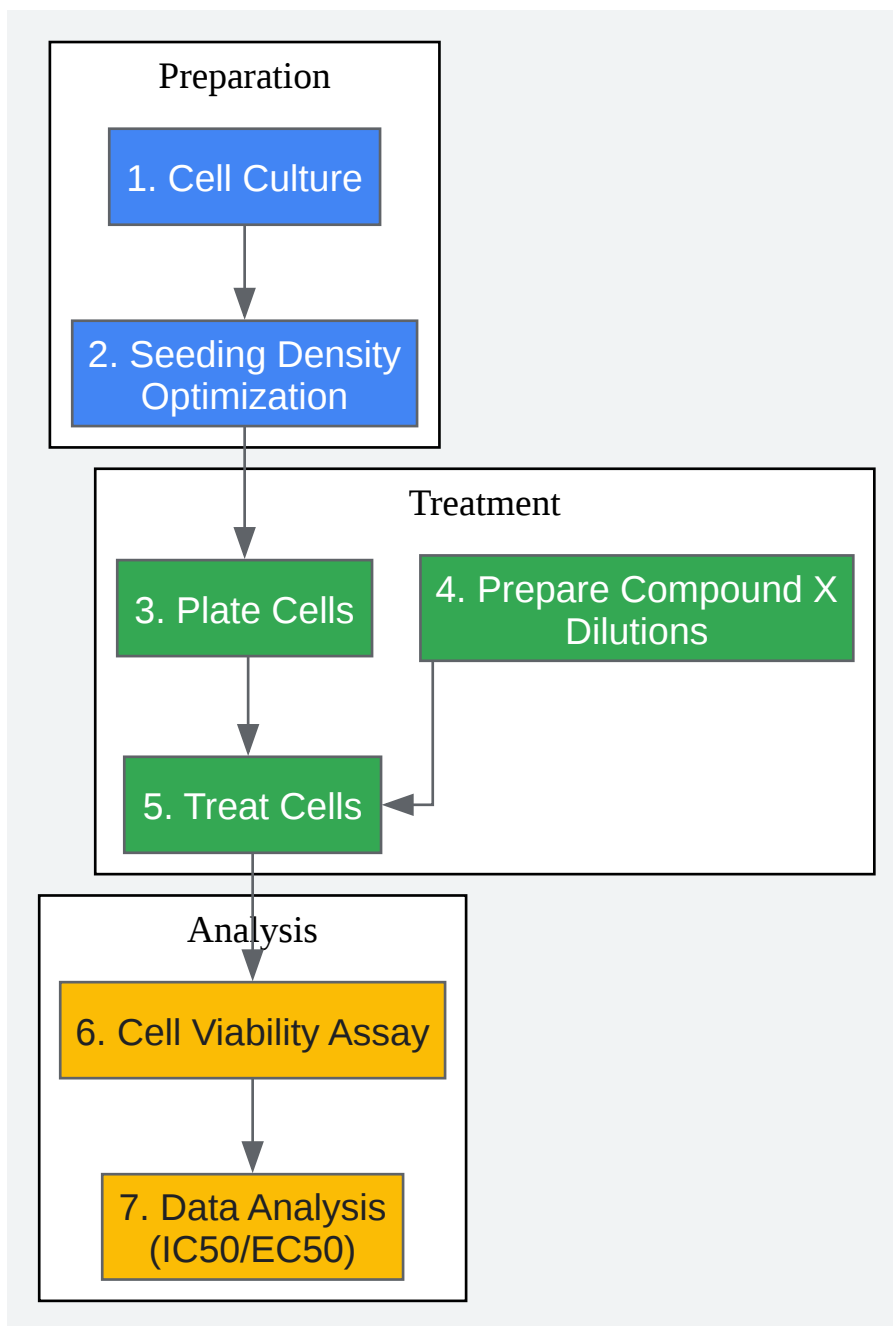 Preparation
1. Cell Culture
2. Seeding Density
Optimization
Treatment
3. Plate Cells
4. Prepare Compound X
Dilutions
5. Treat Cells
Analysis
6. Cell Viability Assay
7. Data Analysis
(IC50/EC50)